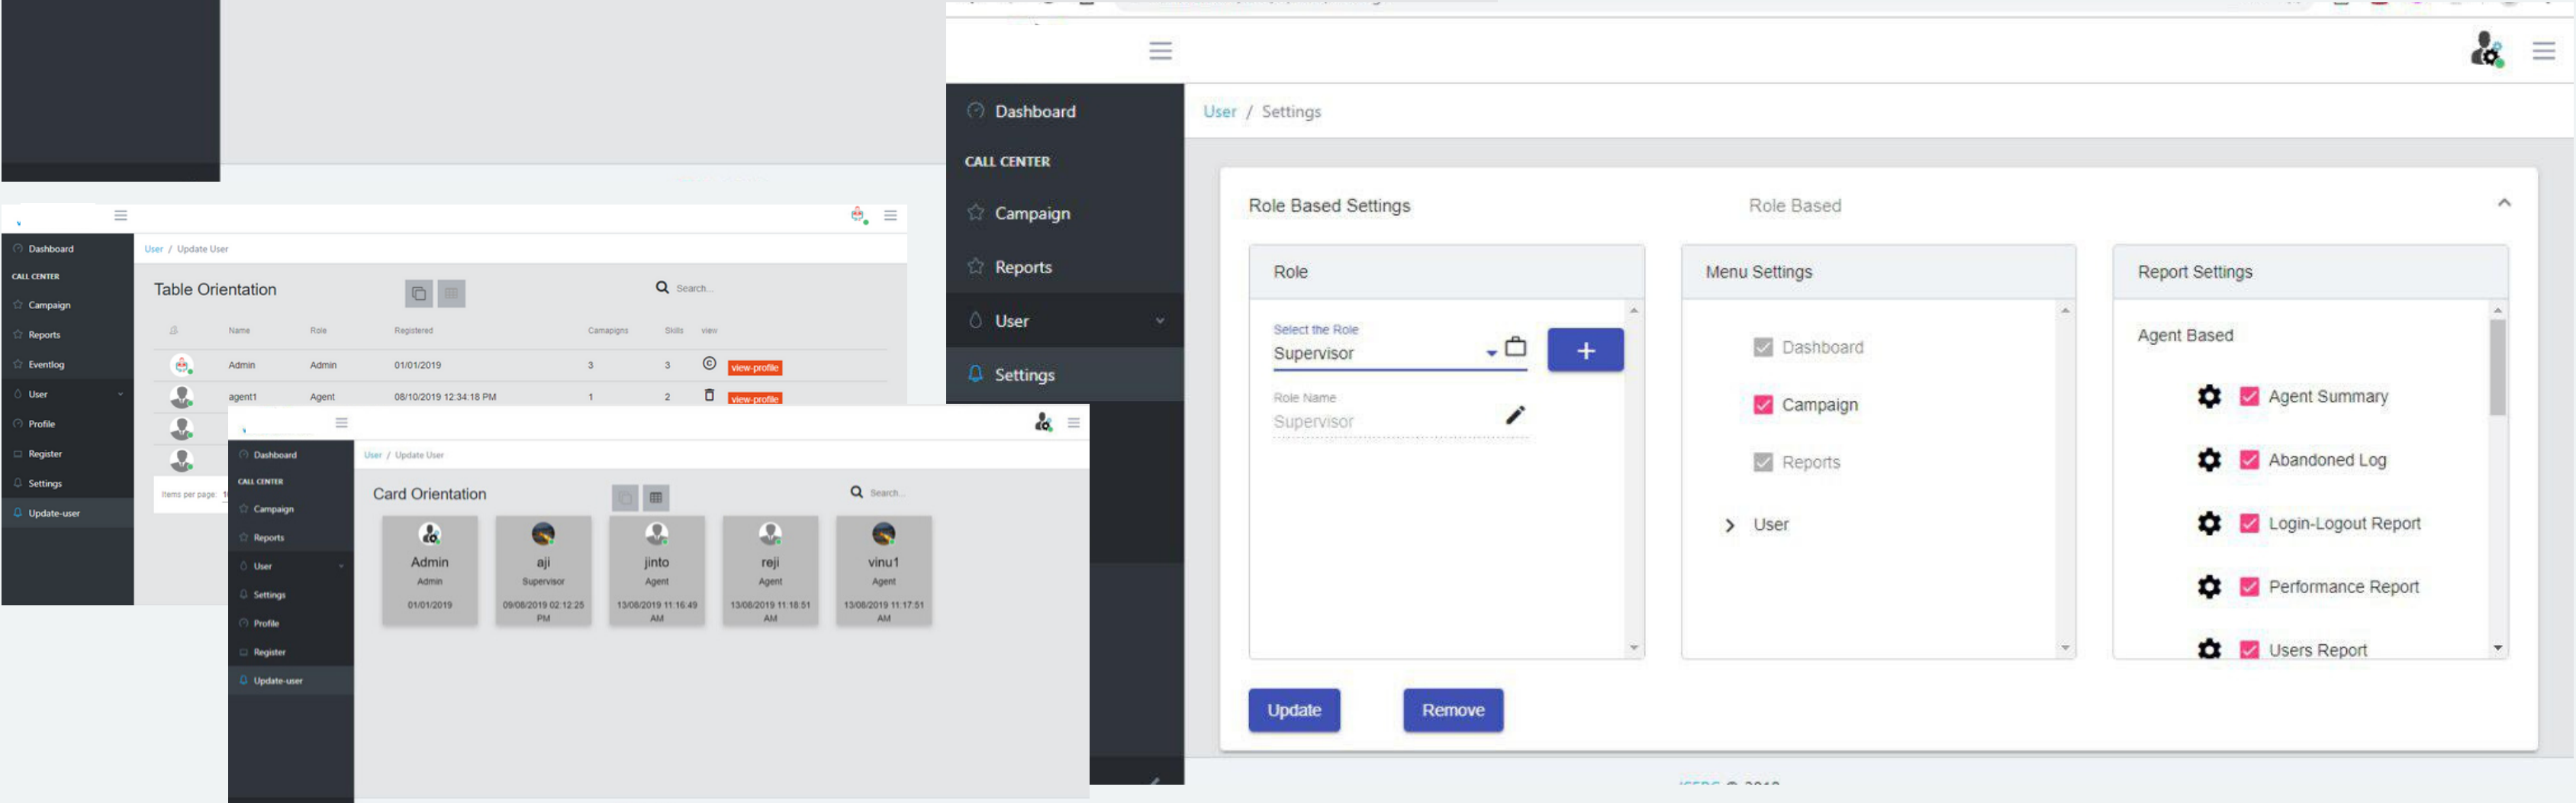 Dashboard
CALL CENTER
Campaign
Reports
Eventlog
User
Profile
Register
Settings
Update-user
User / Update User
Table Orientation
Search...
Name Role Registered Camapigns Skills view
Admin Admin 01/01/2019 3 3 view-profile
agent1 Agent 08/10/2019 12:34:18 PM 1 2 view-profile
Items per page:
Dashboard
CALL CENTER
Campaign
Reports
User
Settings
Profile
Register
Update-user
User / Update User
Card Orientation
Search...
Admin
Admin
01/01/2019
aji
Supervisor
09/08/2019 02:12:25
PM
jinto
Agent
13/08/2019 11:16:49
AM
reji
Agent
13/08/2019 11:18:51
AM
vinu1
Agent
13/08/2019 11:17:51
AM
Dashboard
CALL CENTER
Campaign
Reports
User
Settings
User / Settings
Role Based Settings Role Based
Role
Select the Role
Supervisor
+
Role Name
Supervisor
Menu Settings
Dashboard
Campaign
Reports
User
Report Settings
Agent Based
Agent Summary
Abandoned Log
Login-Logout Report
Performance Report
Users Report
Update Remove